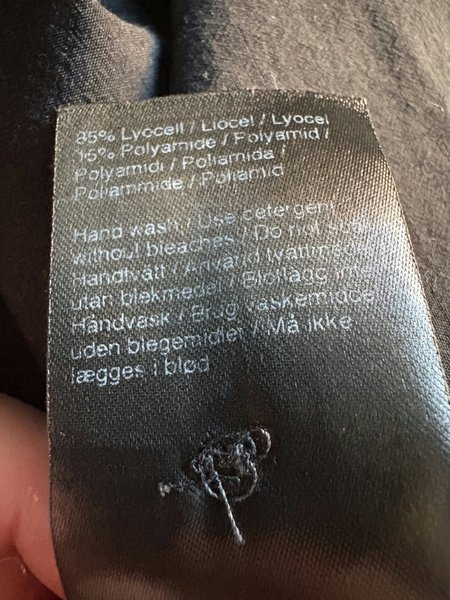 85% Lyocell / Liocel / Lyocel
15% Polyamide / Polyamid /
Polyamidi / Poliamida /
Poliammide / Poliamid
Hand wash / Use detergent
without bleaches / Do not soak
Handtvätt / Använd tvättmedel
utan blekmedel / Blötlägg inte
Håndvask / Brug vaskemiddel
uden blegemidler / Må ikke
lægges i blød